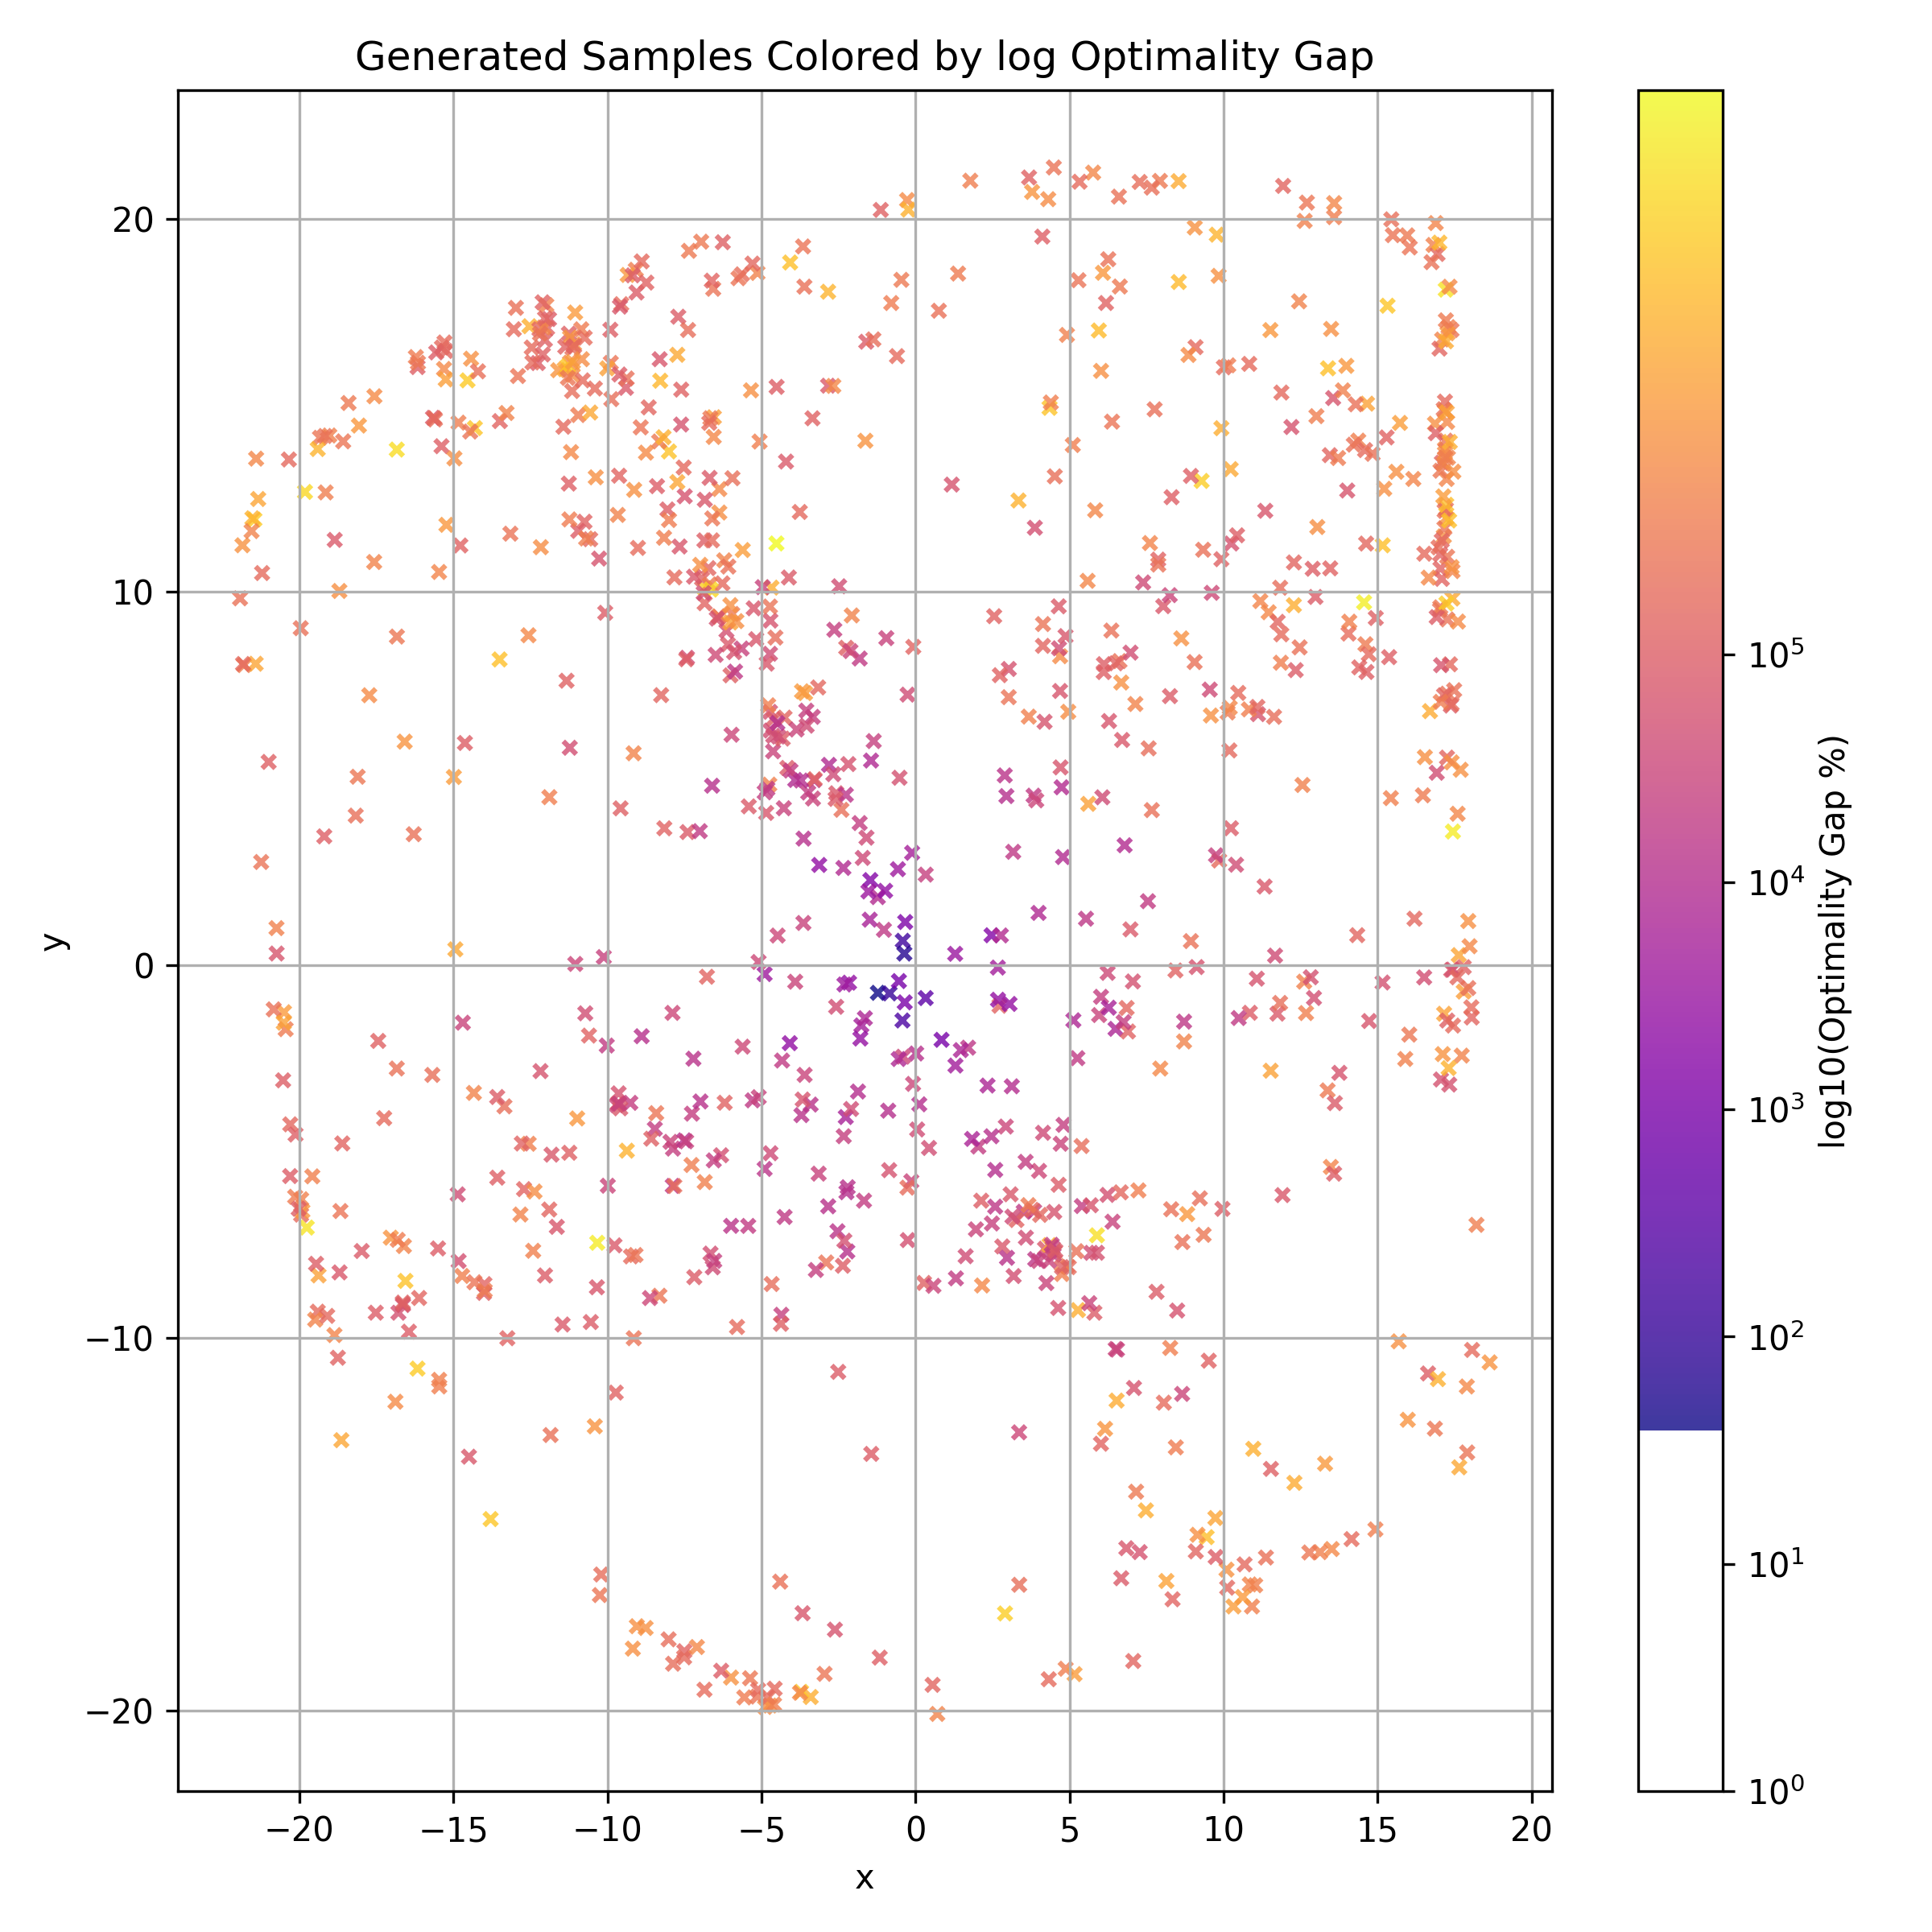 Generated Samples Colored by log Optimality Gap
20
10
0
−10
−20
y
−20 −15 −10 −5 0 5 10 15 20
x
10⁵
10⁴
10³
10²
10¹
10⁰
log10(Optimality Gap %)